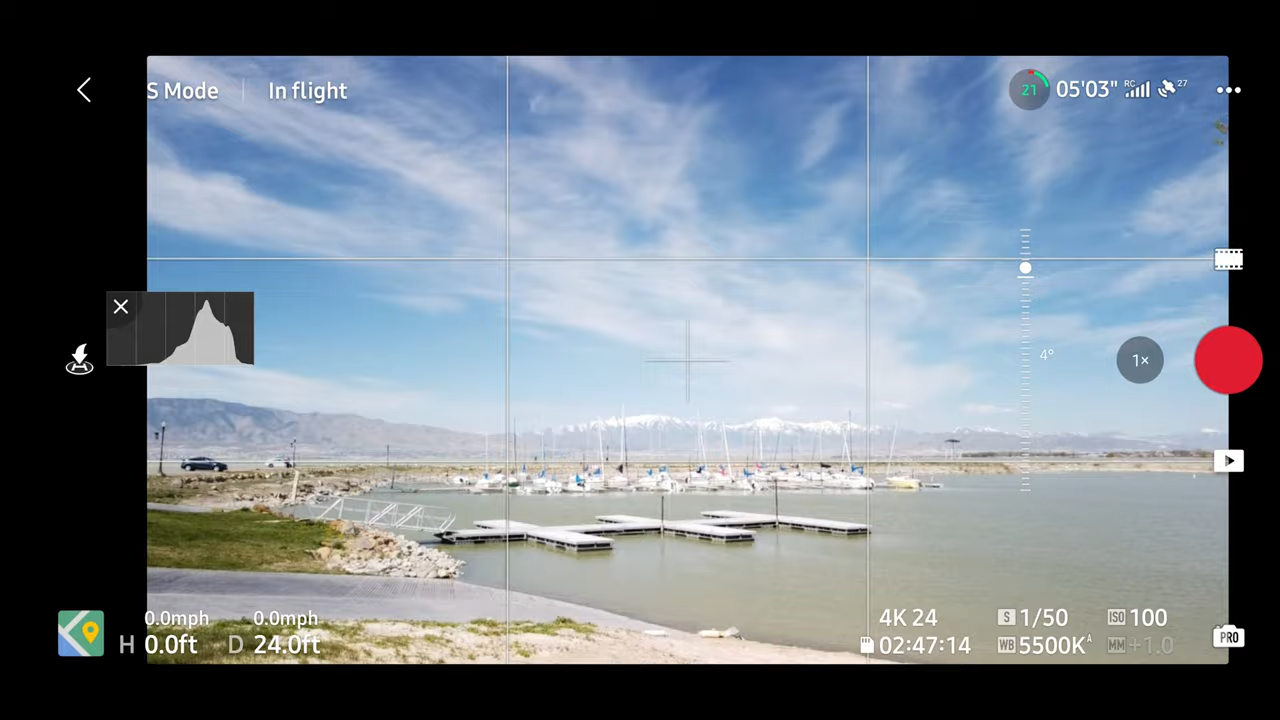 S Mode In flight
21 05'03" RC 27
4°
1×
0.0mph 0.0mph
H 0.0ft D 24.0ft
4K 24 S 1/50 ISO 100
02:47:14 WB 5500K A MM +1.0
PRO